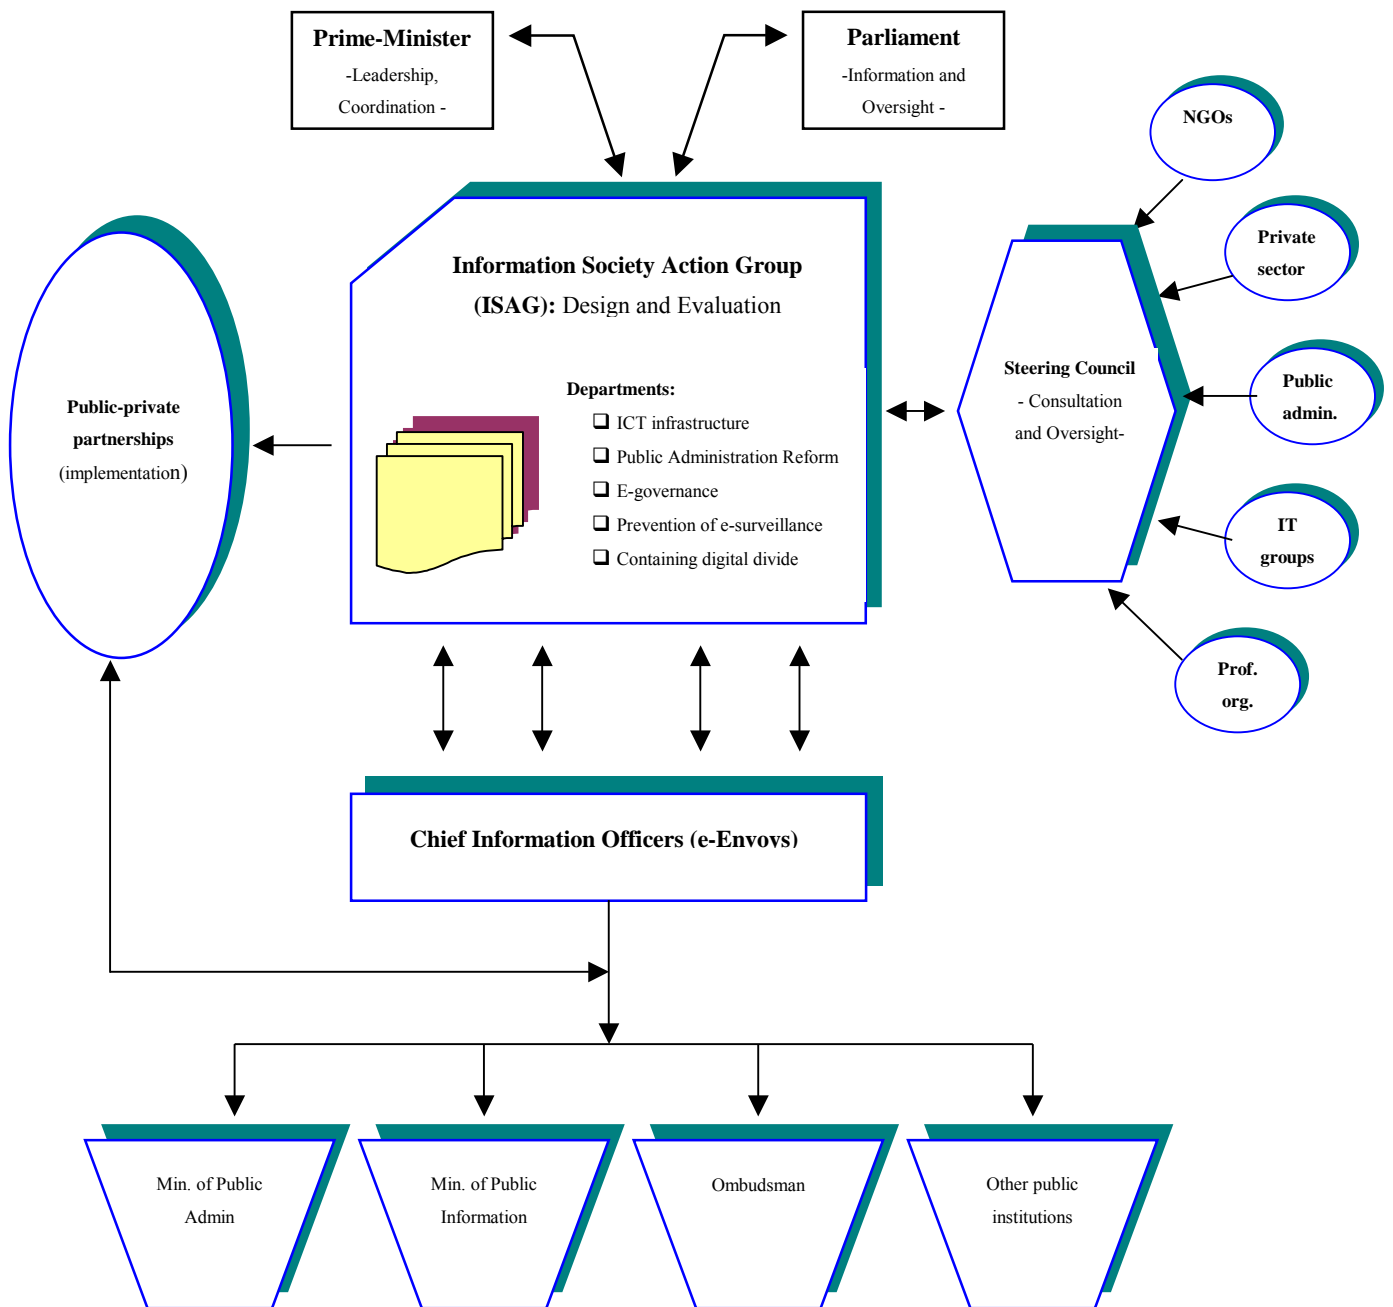 Prime-Minister
-Leadership,
Coordination -
Parliament
-Information and
Oversight -
NGOs
Private
sector
Public
admin.
IT
groups
Prof.
org.
Information Society Action Group
(ISAG): Design and Evaluation
Departments:
ICT infrastructure
Public Administration Reform
E-governance
Prevention of e-surveillance
Containing digital divide
Public-private
partnerships
(implementation)
Steering Council
- Consultation
and Oversight-
Chief Information Officers (e-Envoys)
Min. of Public
Admin
Min. of Public
Information
Ombudsman
Other public
institutions